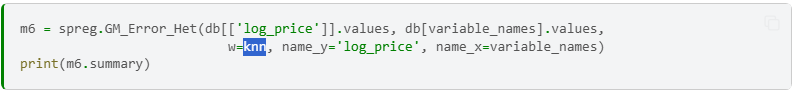 m6 = spreg.GM_Error_Het(db[['log_price']].values, db[variable_names].values,
w=knn, name_y='log_price', name_x=variable_names)
print(m6.summary)